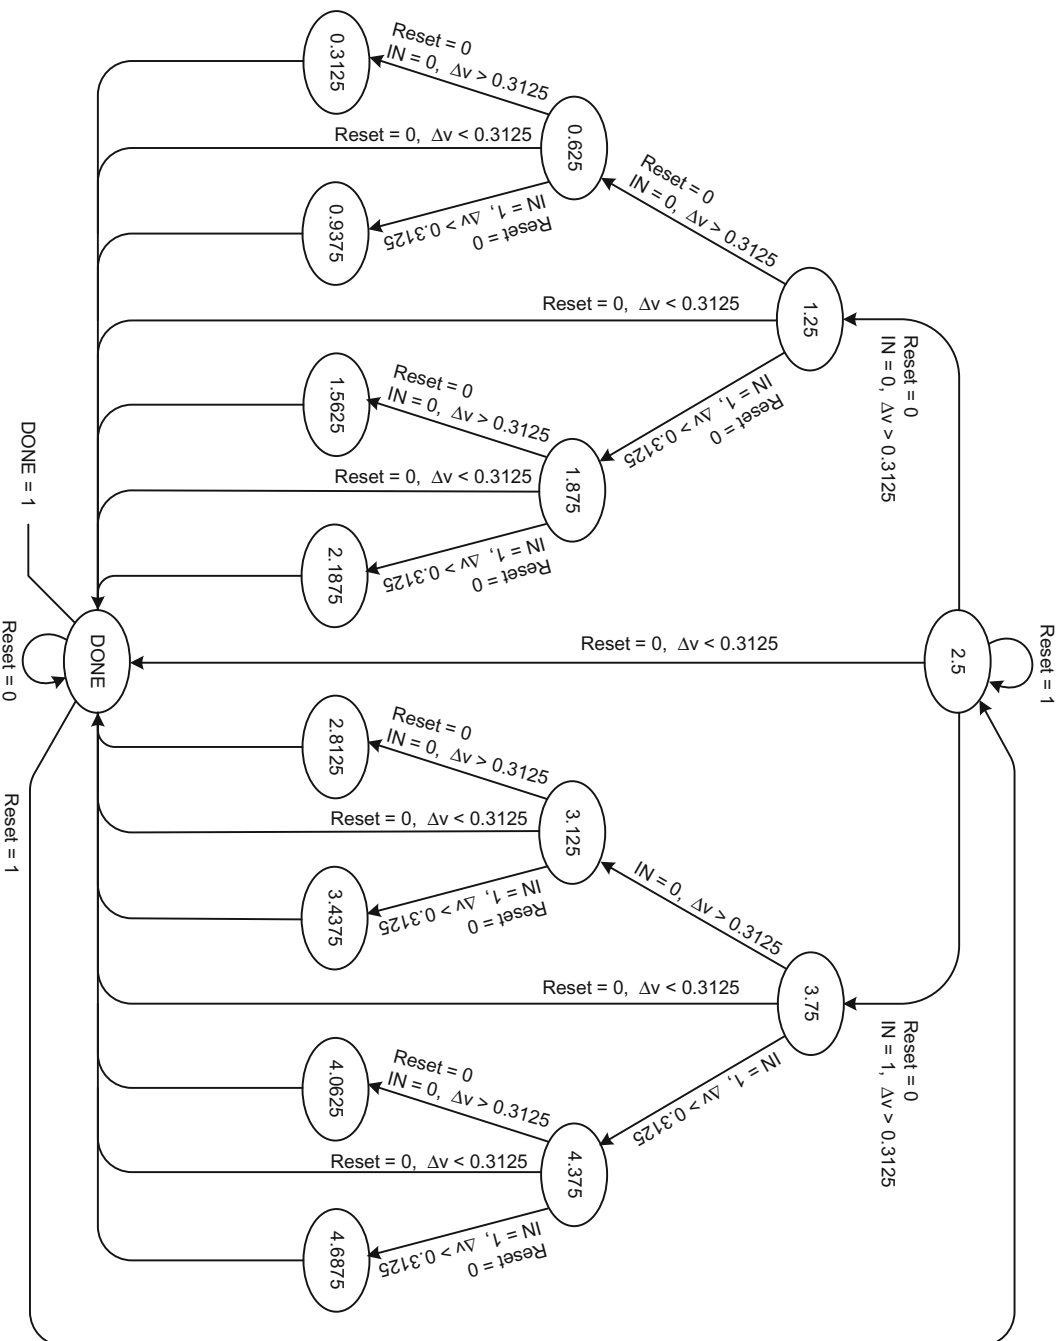 Reset = 1
2.5
Reset = 0
IN = 0, Δv > 0.3125
Reset = 0
IN = 1, Δv > 0.3125
Reset = 0, Δv < 0.3125
1.25
3.75
Reset = 0
IN = 0, Δv > 0.3125
Reset = 0, Δv < 0.3125
Reset = 0
IN = 1, Δv > 0.3125
IN = 0, Δv > 0.3125
Reset = 0, Δv < 0.3125
IN = 1, Δv > 0.3125
0.625
1.875
3.125
4.375
Reset = 0
IN = 0, Δv > 0.3125
Reset = 0, Δv < 0.3125
Reset = 0
IN = 1, Δv > 0.3125
Reset = 0
IN = 0, Δv > 0.3125
Reset = 0, Δv < 0.3125
Reset = 0
IN = 1, Δv > 0.3125
Reset = 0
IN = 0, Δv > 0.3125
Reset = 0, Δv < 0.3125
Reset = 0
IN = 1, Δv > 0.3125
Reset = 0
IN = 0, Δv > 0.3125
Reset = 0, Δv < 0.3125
Reset = 0
IN = 1, Δv > 0.3125
0.3125
0.9375
1.5625
2.1875
2.8125
3.4375
4.0625
4.6875
DONE = 1
DONE
Reset = 0
Reset = 1